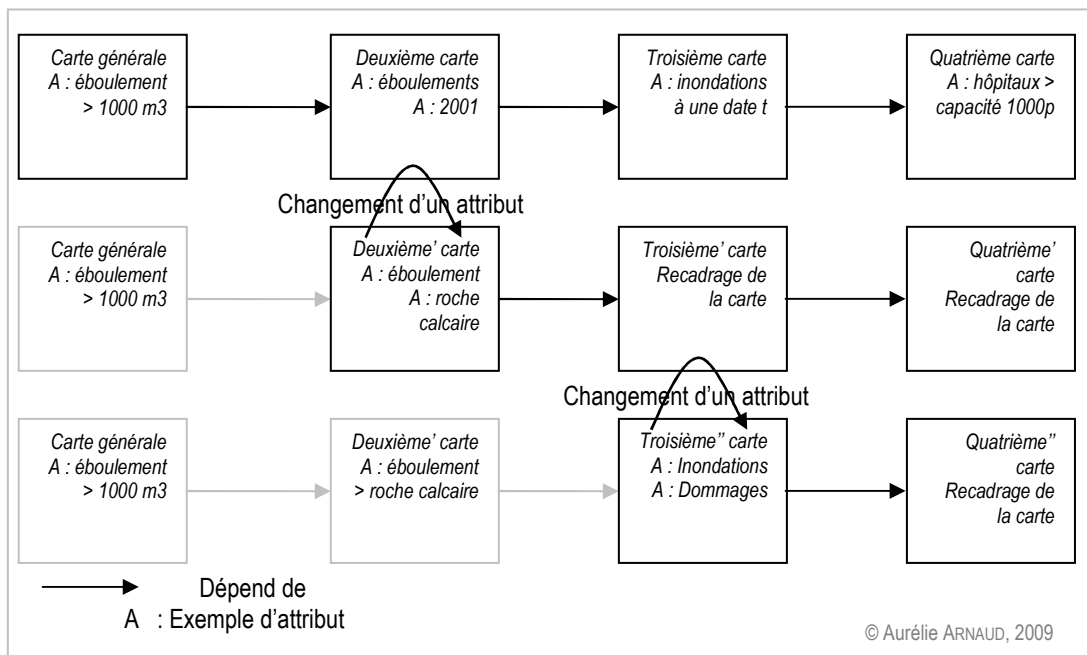 Carte générale
A : éboulement
> 1000 m3
Deuxième carte
A : éboulements
A : 2001
Troisième carte
A : inondations
à une date t
Quatrième carte
A : hôpitaux >
capacité 1000p
Changement d'un attribut
Carte générale
A : éboulement
> 1000 m3
Deuxième' carte
A : éboulement
A : roche
calcaire
Troisième' carte
Recadrage de
la carte
Quatrième'
carte
Recadrage de
la carte
Changement d'un attribut
Carte générale
A : éboulement
> 1000 m3
Deuxième' carte
A : éboulement
> roche calcaire
Troisième'' carte
A : Inondations
A : Dommages
Quatrième''
carte
Recadrage de
la carte
Dépend de
A : Exemple d'attribut
© Aurélie ARNAUD, 2009